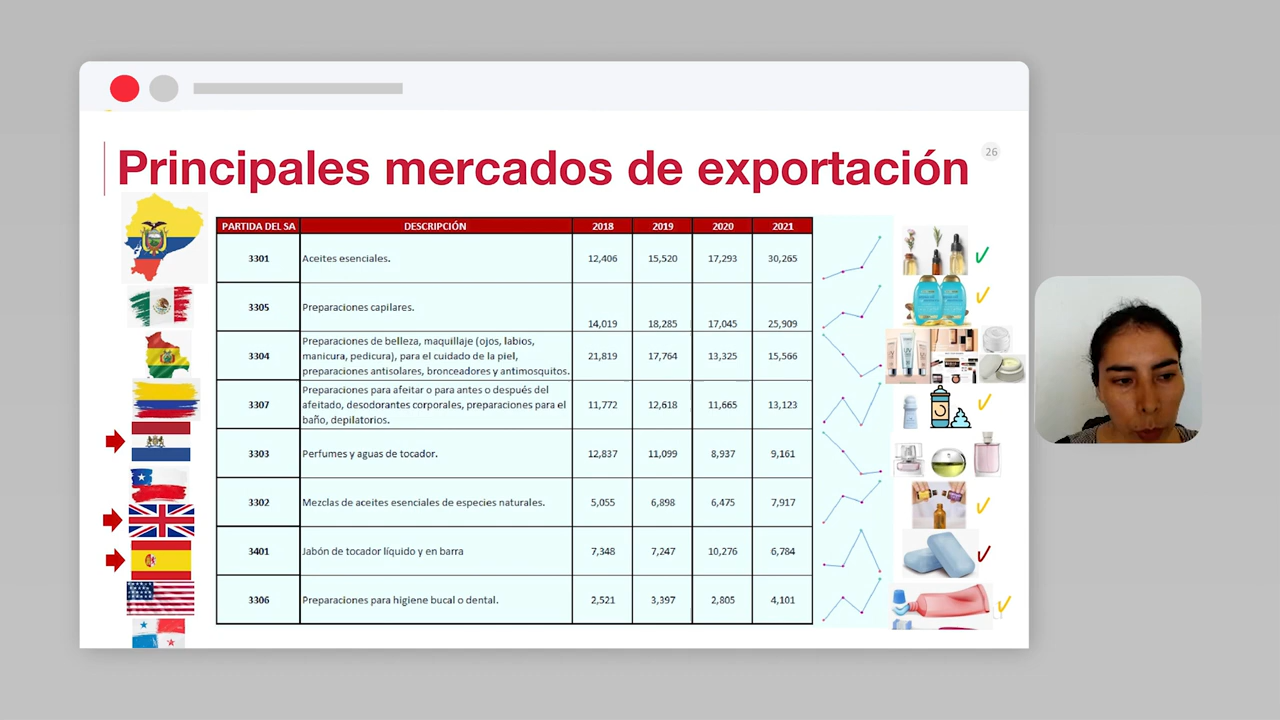 Principales mercados de exportación
26
PARTIDA DEL SA DESCRIPCIÓN 2018 2019 2020 2021
3301 Aceites esenciales. 12,406 15,520 17,293 30,265
3305 Preparaciones capilares. 14,019 18,285 17,045 25,909
3304 Preparaciones de belleza, maquillaje (ojos, labios,
manicura, pedicura), para el cuidado de la piel,
preparaciones antisolares, bronceadores y antimosquitos. 21,819 17,764 13,325 15,566
3307 Preparaciones para afeitar o para antes o después del
afeitado, desodorantes corporales, preparaciones para el
baño, depilatorios. 11,772 12,618 11,665 13,123
3303 Perfumes y aguas de tocador. 12,837 11,099 8,937 9,161
3302 Mezclas de aceites esenciales de especies naturales. 5,055 6,898 6,475 7,917
3401 Jabón de tocador líquido y en barra 7,348 7,247 10,276 6,784
3306 Preparaciones para higiene bucal o dental. 2,521 3,397 2,805 4,101